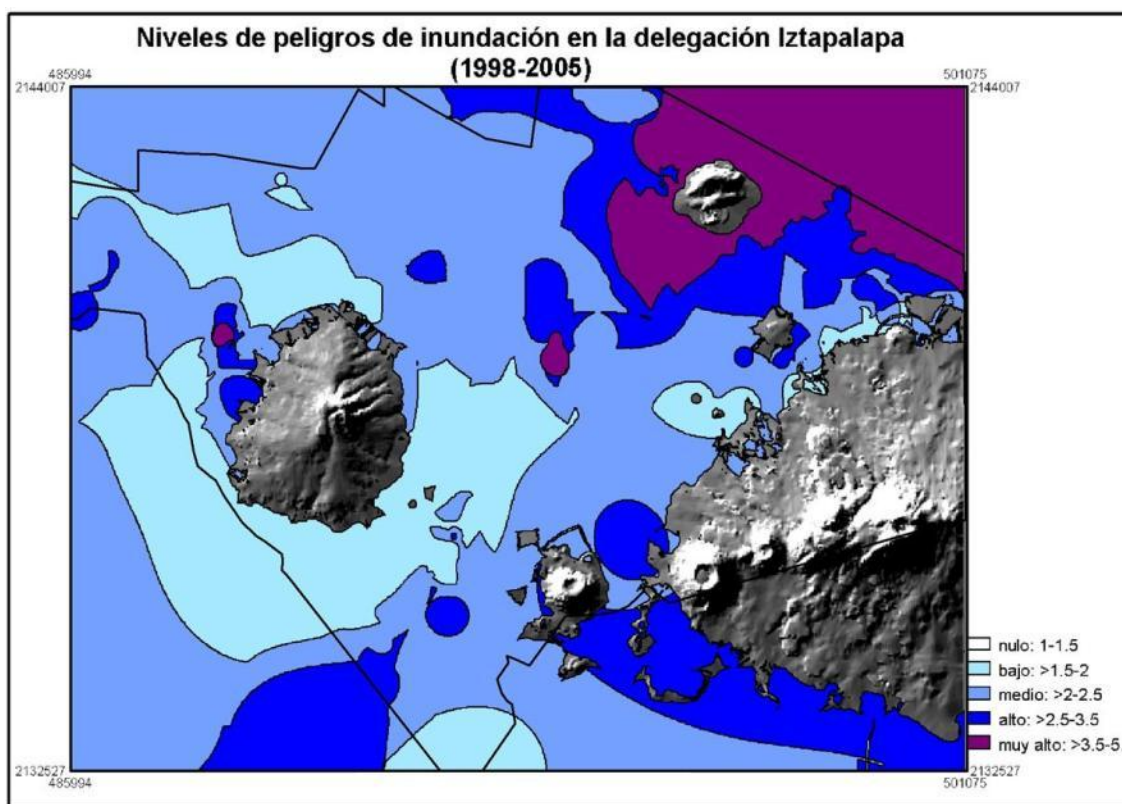 Niveles de peligros de inundación en la delegación Iztapalapa
(1998-2005)
485994
501075
2144007
2144007
nulo: 1-1.5
bajo: >1.5-2
medio: >2-2.5
alto: >2.5-3.5
muy alto: >3.5-5
2132527
2132527
485994
501075